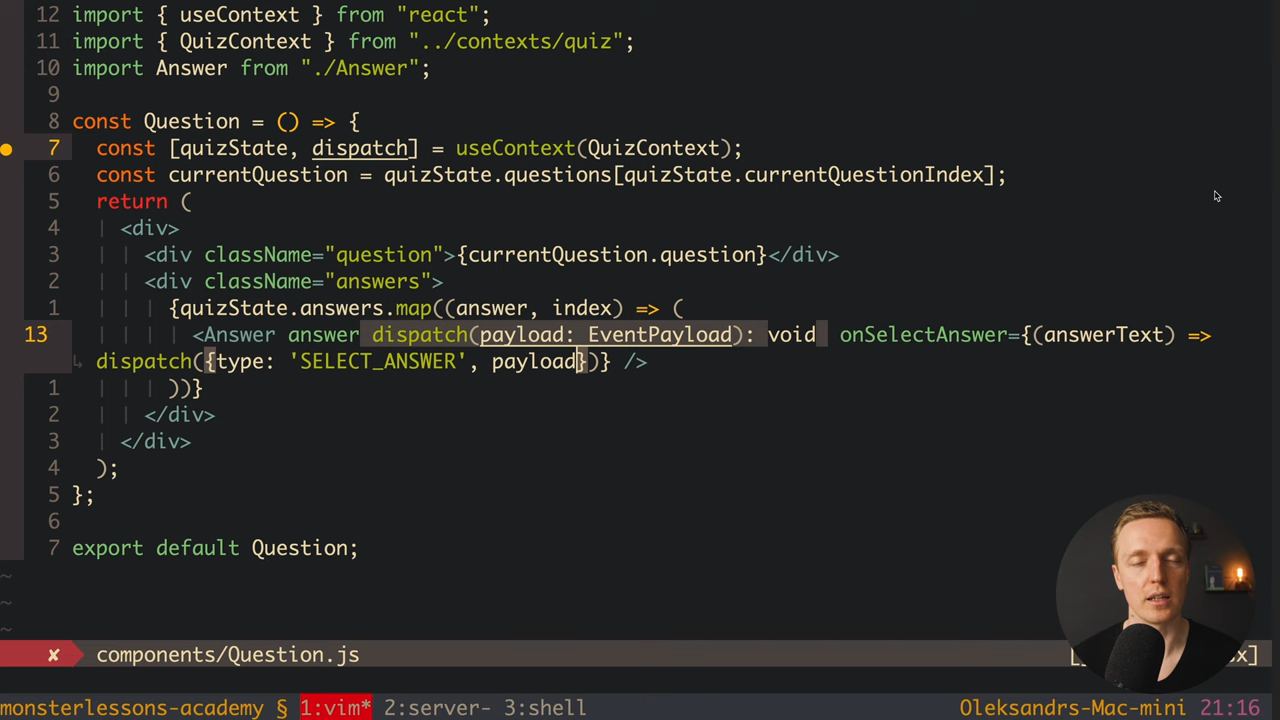 12 import { useContext } from "react";
11 import { QuizContext } from "../contexts/quiz";
10 import Answer from "./Answer";
9
8 const Question = () => {
7 const [quizState, dispatch] = useContext(QuizContext);
6 const currentQuestion = quizState.questions[quizState.currentQuestionIndex];
5 return (
4 <div>
3 <div className="question">{currentQuestion.question}</div>
2 <div className="answers">
1 {quizState.answers.map((answer, index) => (
13 <Answer answer dispatch(payload: EventPayload): void onSelectAnswer={(answerText) =>
↳ dispatch({type: 'SELECT_ANSWER', payload})} />
1 ))}
2 </div>
3 </div>
4 );
5 };
6
7 export default Question;
~
~
~
✘ components/Question.js
monsterlessons-academy § 1:vim* 2:server- 3:shell Oleksandrs-Mac-mini 21:16